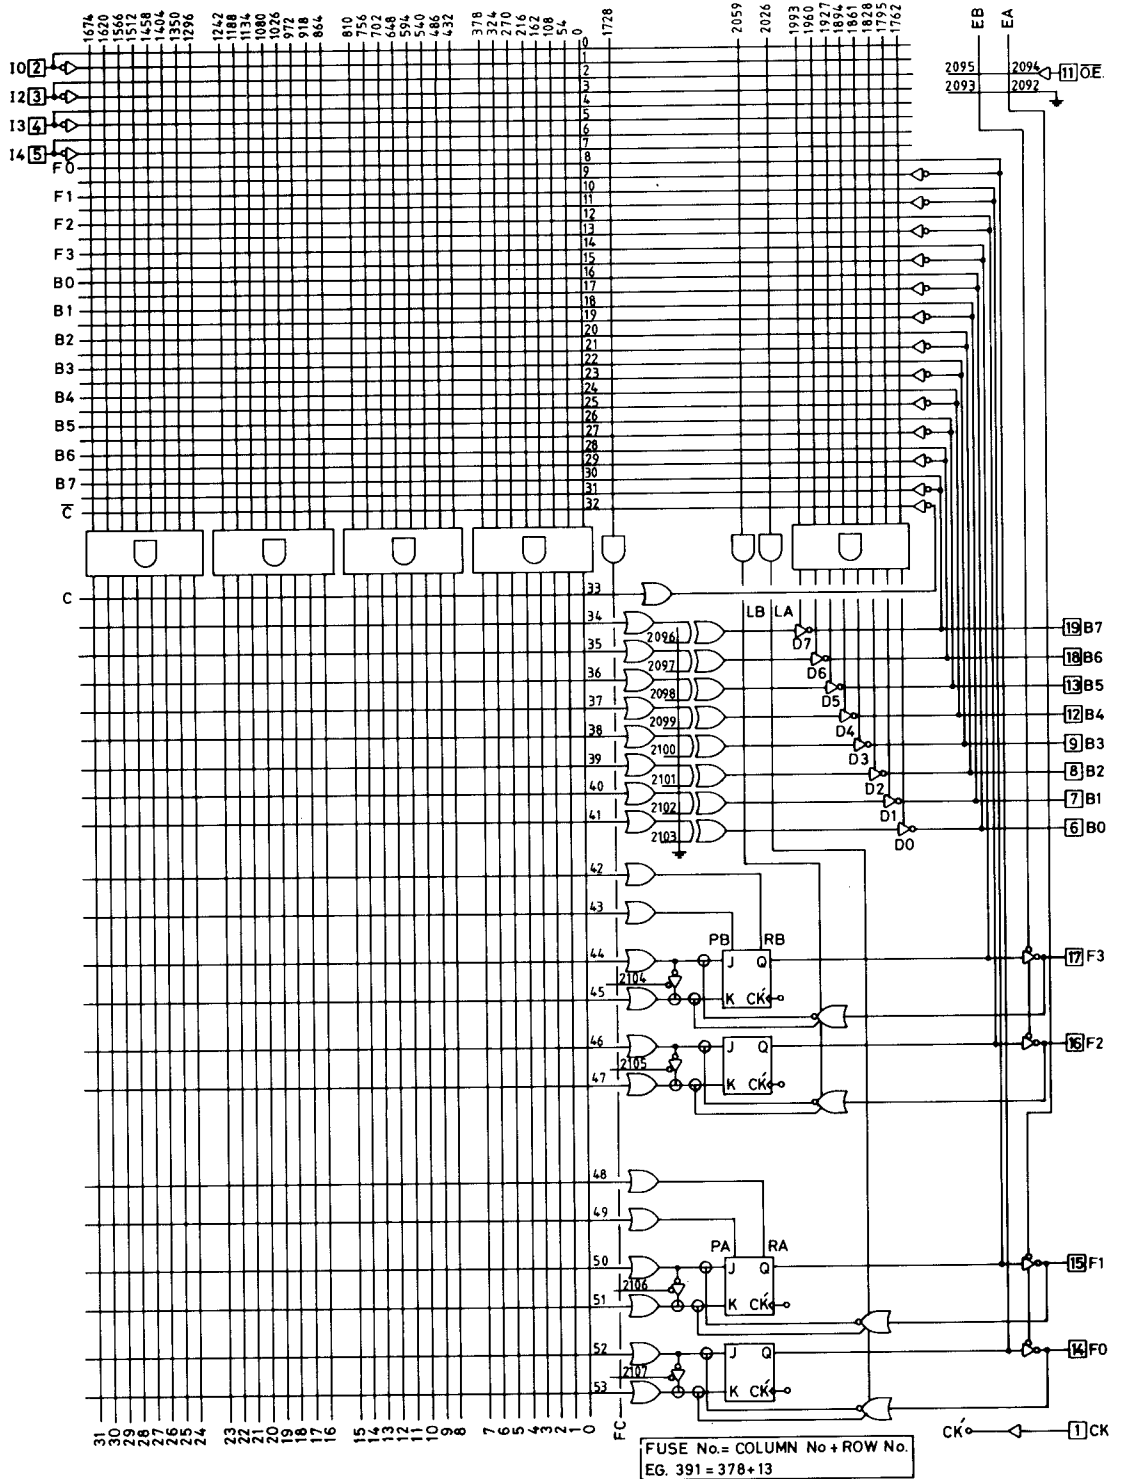 1674 1620 1566 1512 1458 1404 1350 1296 1242 1188 1134 1080 1026 972 918 864 810 756 702 648 594 540 486 432 378 324 270 216 162 108 54 0 1728 2059 2026 1993 1960 1927 1894 1861 1828 1795 1762 EB EA
0
1
I0 2
2
2095 2094 11 O̅.E̅.
3
2093 2092
I2 3
4
5
I3 4
6
7
I4 5
8
F0
9
10
F1
11
12
F2
13
14
F3
15
16
B0
17
18
B1
19
20
B2
21
22
B3
23
24
B4
25
26
B5
27
28
B6
29
30
B7
31
32
C̅
33
C
LB LA
34
2096 D7 19 B7
35
2097 D6 18 B6
36
2098 D5 13 B5
37
2099 D4 12 B4
38
2100 D3 9 B3
39
2101 D2 8 B2
40
2102 D1 7 B1
41
2103 D0 6 B0
42
43
PB RB
44 J Q 17 F3
2104
45 K CḰ
46 J Q 16 F2
2105
47 K CḰ
48
49
PA RA
50 J Q 15 F1
2106
51 K CḰ
52 J Q 14 F0
2107
53 K CḰ
31 30 29 28 27 26 25 24 23 22 21 20 19 18 17 16 15 14 13 12 11 10 9 8 7 6 5 4 3 2 1 0 FC
CḰ 1 CK
FUSE No.= COLUMN No + ROW No.
EG. 391 = 378+13